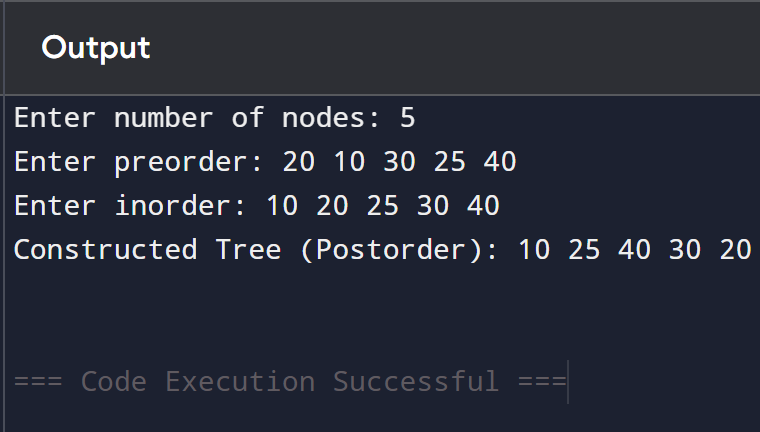 Output
Enter number of nodes: 5
Enter preorder: 20 10 30 25 40
Enter inorder: 10 20 25 30 40
Constructed Tree (Postorder): 10 25 40 30 20
=== Code Execution Successful ===